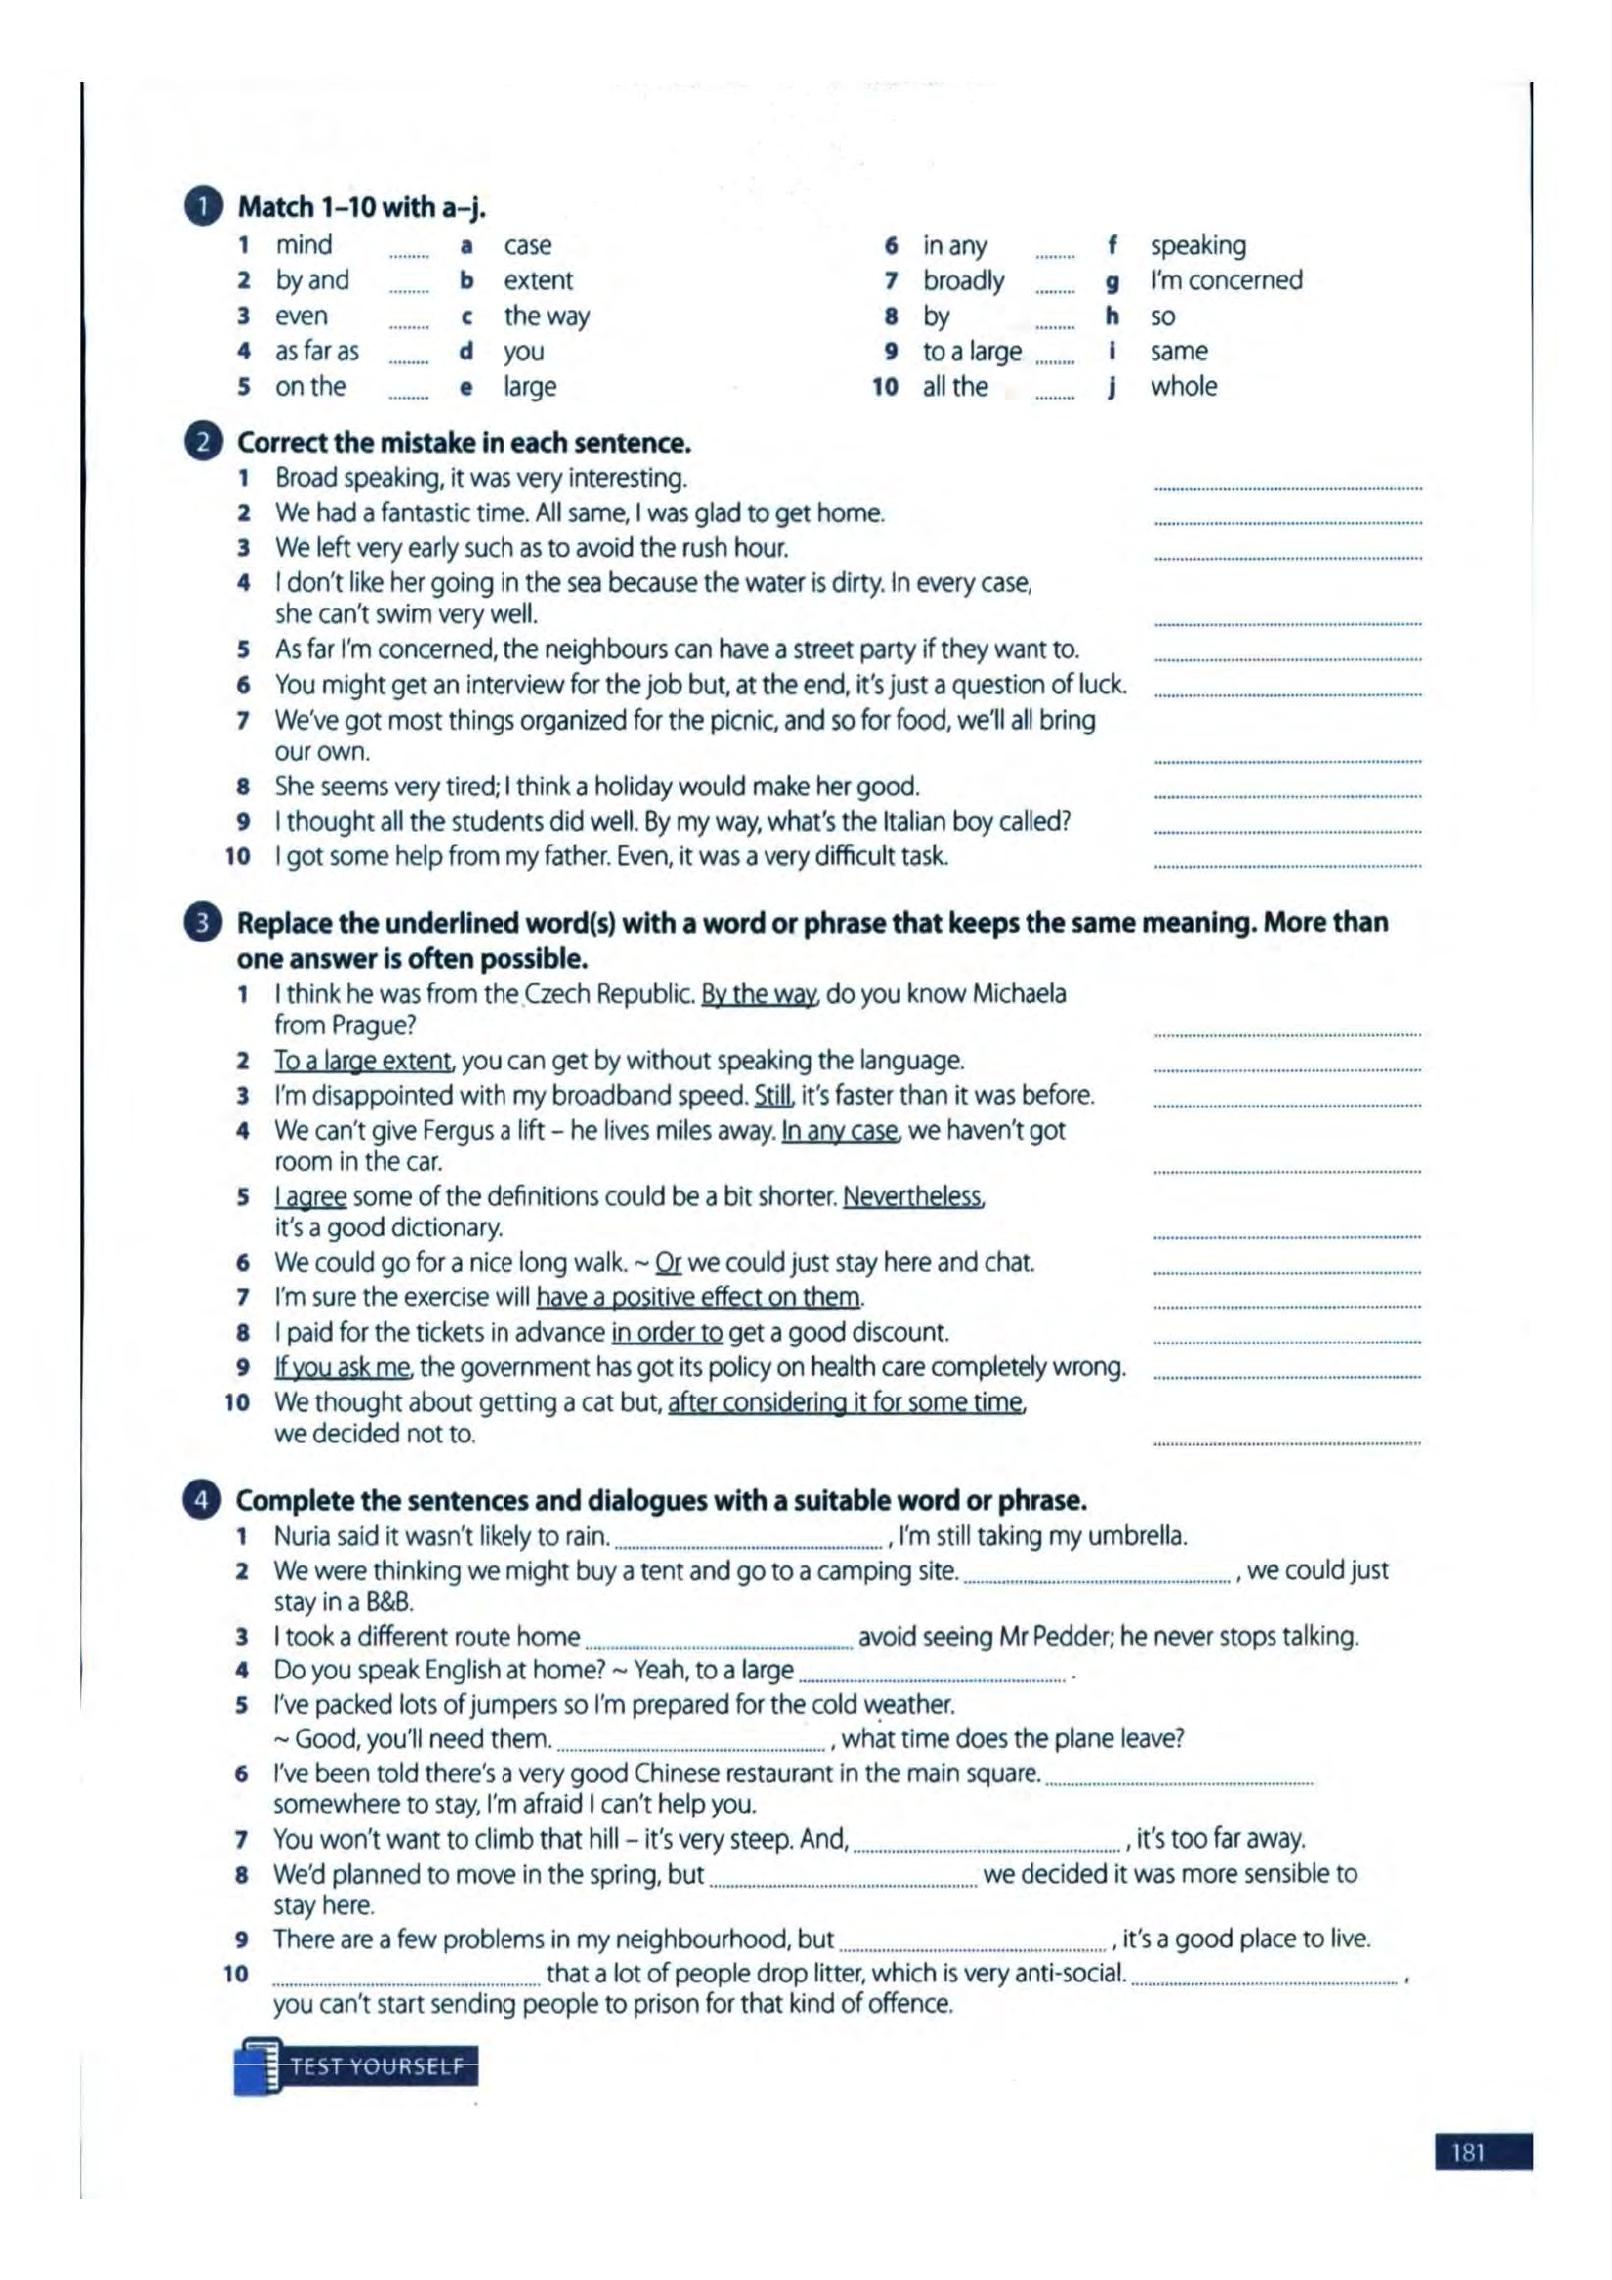 1 Match 1–10 with a–j.
1 mind ........ a case 6 in any ........ f speaking
2 by and ........ b extent 7 broadly ........ g I'm concerned
3 even ........ c the way 8 by ........ h so
4 as far as ........ d you 9 to a large ........ i same
5 on the ........ e large 10 all the ........ j whole
2 Correct the mistake in each sentence.
1 Broad speaking, it was very interesting.
2 We had a fantastic time. All same, I was glad to get home.
3 We left very early such as to avoid the rush hour.
4 I don't like her going in the sea because the water is dirty. In every case,
she can't swim very well.
5 As far I'm concerned, the neighbours can have a street party if they want to.
6 You might get an interview for the job but, at the end, it's just a question of luck.
7 We've got most things organized for the picnic, and so for food, we'll all bring
our own.
8 She seems very tired; I think a holiday would make her good.
9 I thought all the students did well. By my way, what's the Italian boy called?
10 I got some help from my father. Even, it was a very difficult task.
3 Replace the underlined word(s) with a word or phrase that keeps the same meaning. More than
one answer is often possible.
1 I think he was from the Czech Republic. By the way, do you know Michaela
from Prague?
2 To a large extent, you can get by without speaking the language.
3 I'm disappointed with my broadband speed. Still, it's faster than it was before.
4 We can't give Fergus a lift – he lives miles away. In any case, we haven't got
room in the car.
5 I agree some of the definitions could be a bit shorter. Nevertheless,
it's a good dictionary.
6 We could go for a nice long walk. ~ Or we could just stay here and chat.
7 I'm sure the exercise will have a positive effect on them.
8 I paid for the tickets in advance in order to get a good discount.
9 If you ask me, the government has got its policy on health care completely wrong.
10 We thought about getting a cat but, after considering it for some time,
we decided not to.
4 Complete the sentences and dialogues with a suitable word or phrase.
1 Nuria said it wasn't likely to rain. ........, I'm still taking my umbrella.
2 We were thinking we might buy a tent and go to a camping site. ........, we could just
stay in a B&B.
3 I took a different route home ........ avoid seeing Mr Pedder; he never stops talking.
4 Do you speak English at home? ~ Yeah, to a large ........ .
5 I've packed lots of jumpers so I'm prepared for the cold weather.
~ Good, you'll need them. ........, what time does the plane leave?
6 I've been told there's a very good Chinese restaurant in the main square. ........
somewhere to stay, I'm afraid I can't help you.
7 You won't want to climb that hill – it's very steep. And, ........, it's too far away.
8 We'd planned to move in the spring, but ........ we decided it was more sensible to
stay here.
9 There are a few problems in my neighbourhood, but ........, it's a good place to live.
10 ........ that a lot of people drop litter, which is very anti-social. ........,
you can't start sending people to prison for that kind of offence.
TEST YOURSELF
181